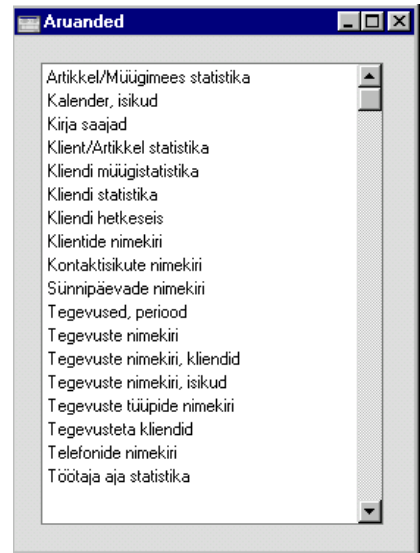 Aruanded
Artikkel/Müügimees statistika
Kalender, isikud
Kirja saajad
Klient/Artikkel statistika
Kliendi müügistatistika
Kliendi statistika
Kliendi hetkeseis
Klientide nimekiri
Kontaktisikute nimekiri
Sünnipäevade nimekiri
Tegevused, periood
Tegevuste nimekiri
Tegevuste nimekiri, kliendid
Tegevuste nimekiri, isikud
Tegevuste tüüpide nimekiri
Tegevusteta kliendid
Telefonide nimekiri
Töötaja aja statistika